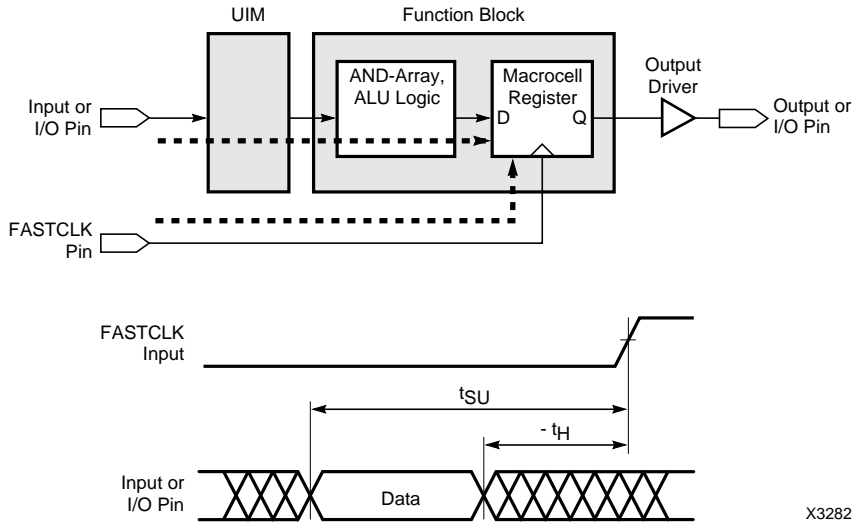 UIM
Function Block
AND-Array,
ALU Logic
Macrocell
Register
D
Q
Output
Driver
Input or
I/O Pin
Output or
I/O Pin
FASTCLK
Pin
FASTCLK
Input
tSU
- tH
Input or
I/O Pin
Data
X3282